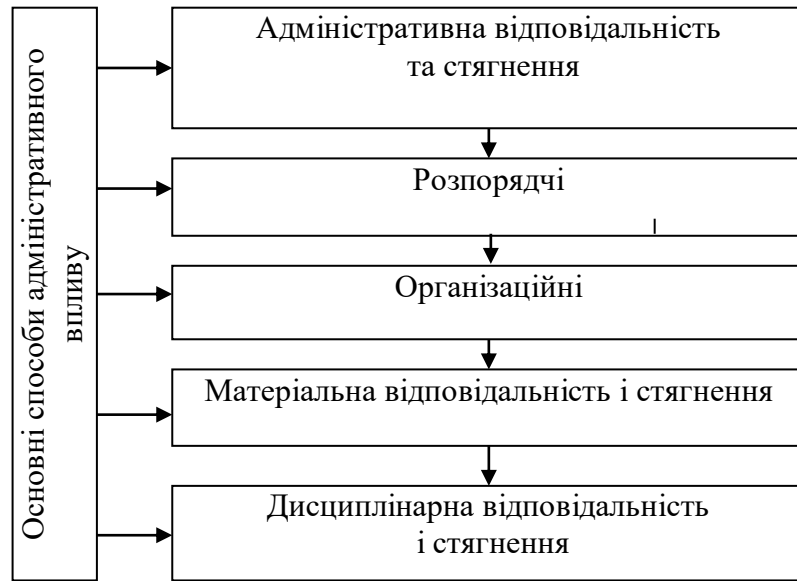 Основні способи адміністративного
впливу
Адміністративна відповідальність
та стягнення
Розпорядчі
Організаційні
Матеріальна відповідальність і стягнення
Дисциплінарна відповідальність
і стягнення